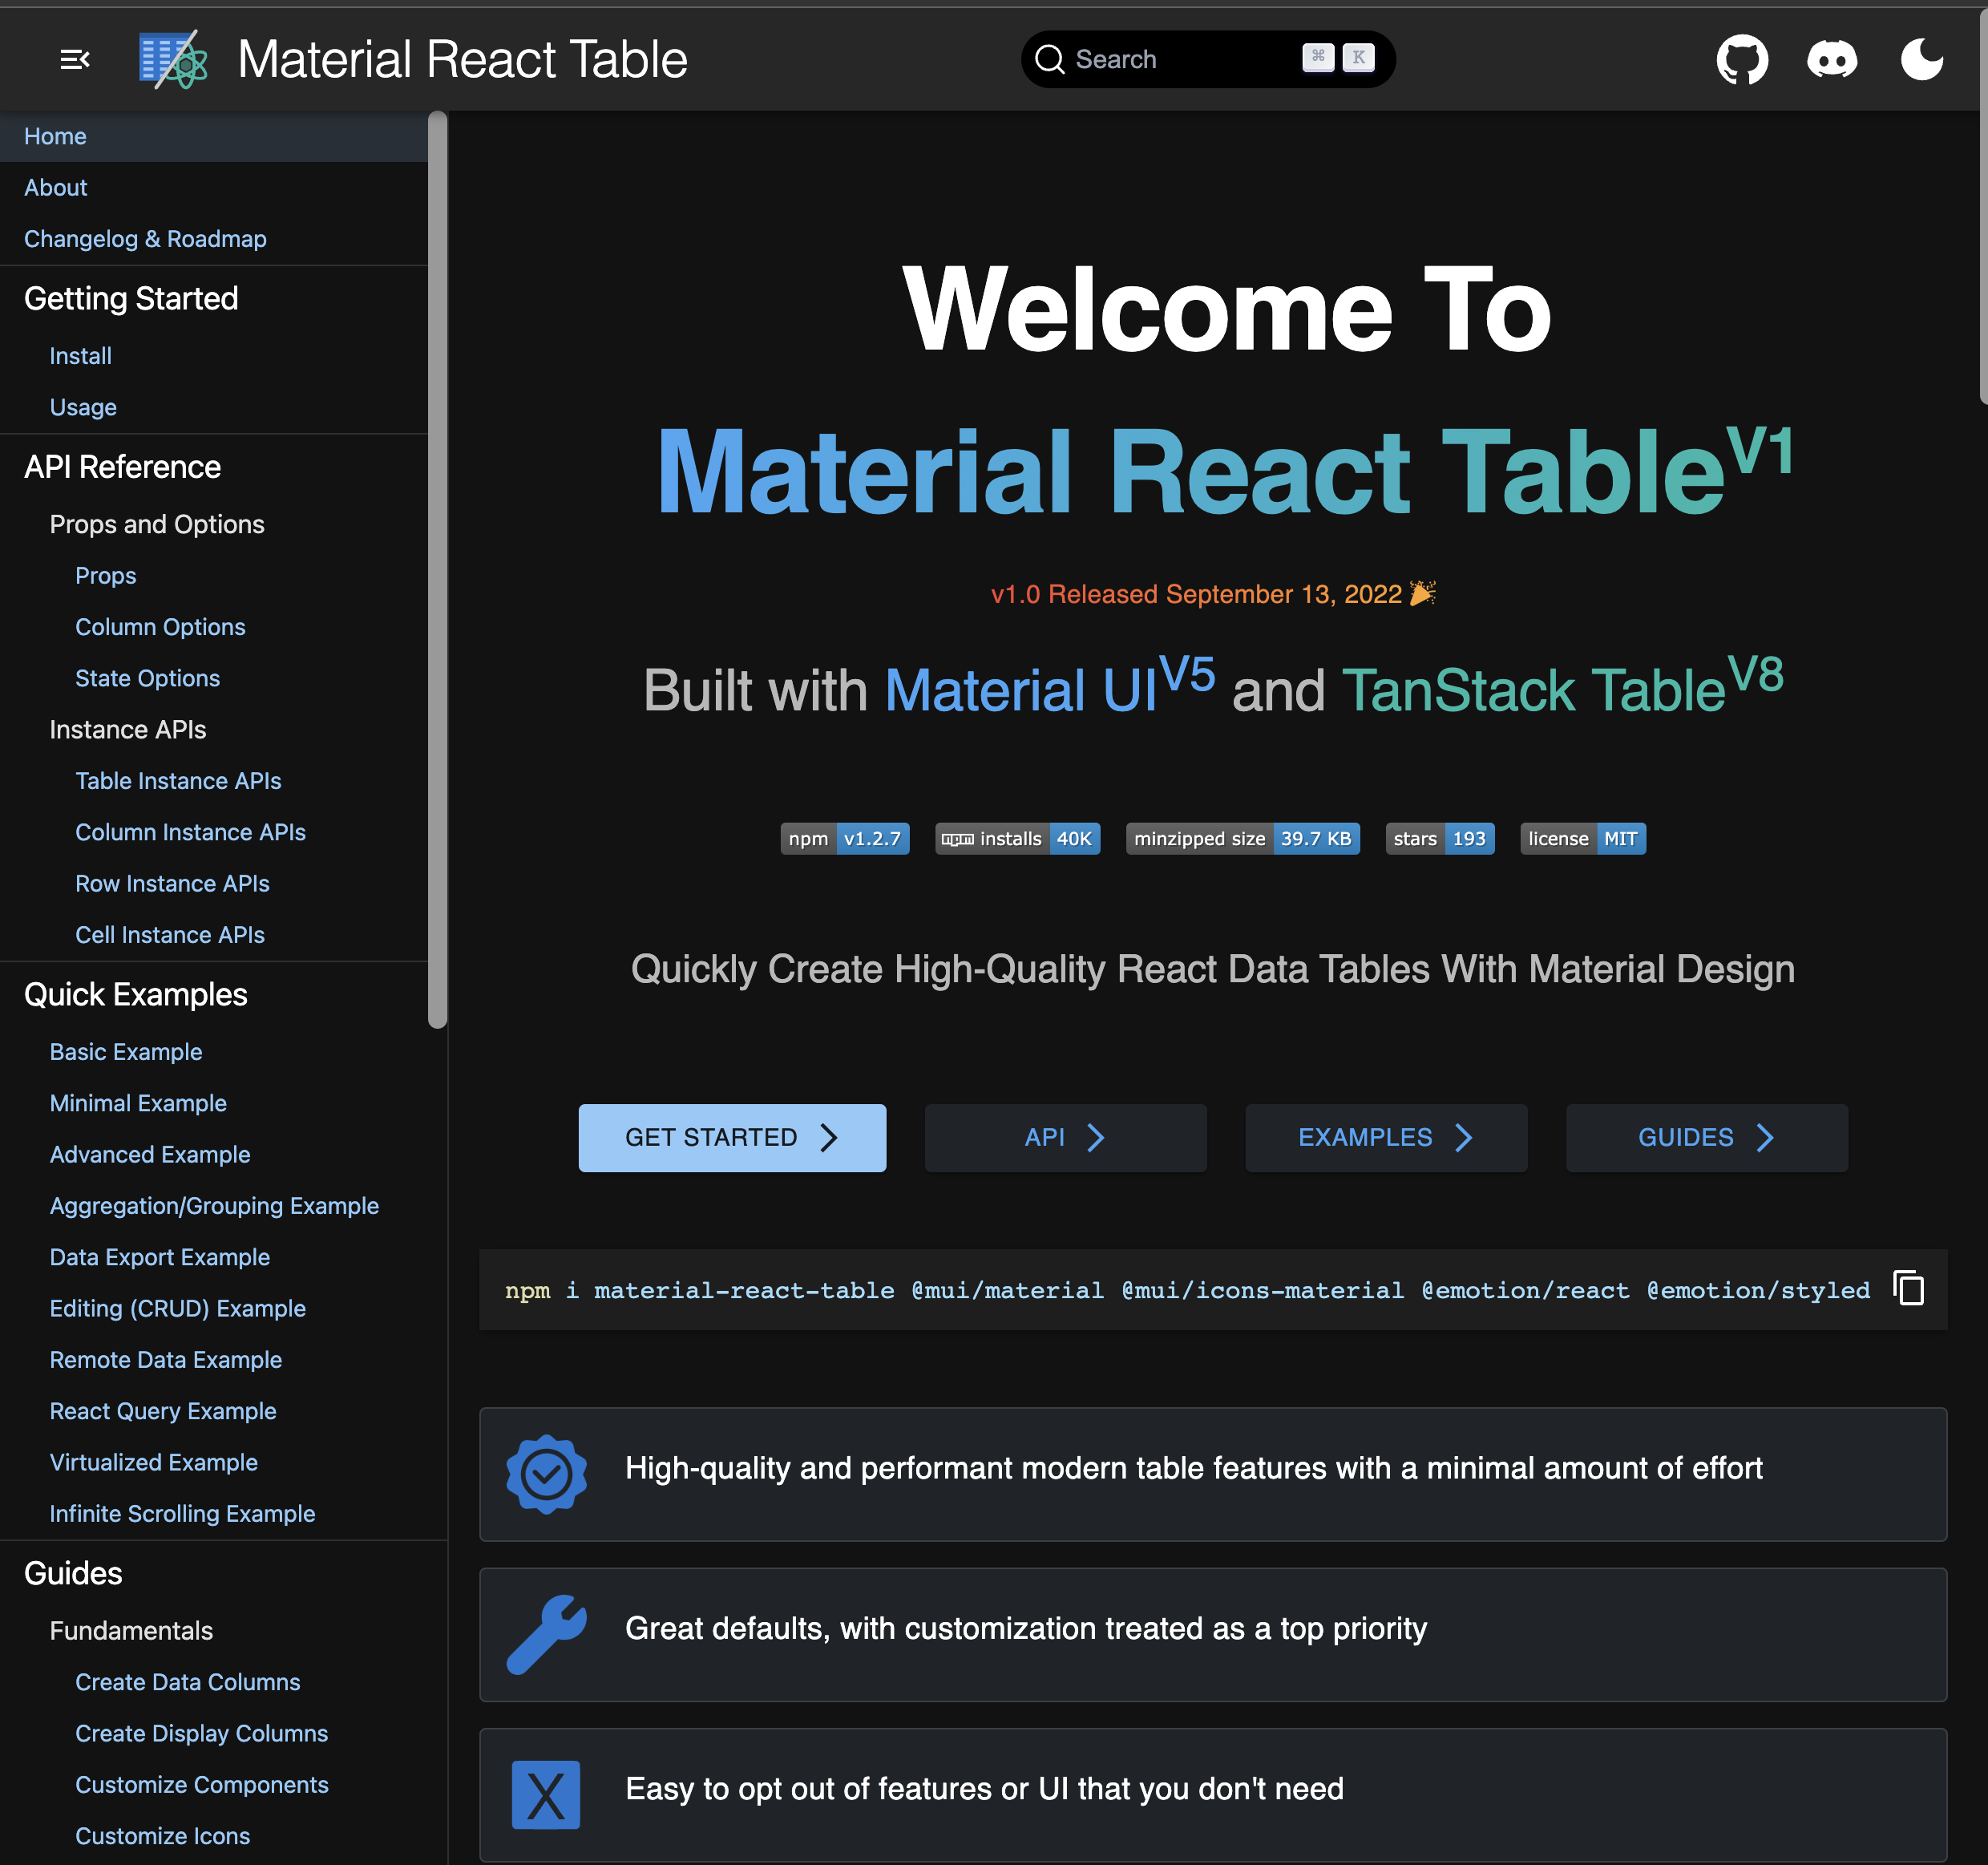 Material React Table
Search ⌘ K
Home
About
Changelog & Roadmap
Getting Started
Install
Usage
API Reference
Props and Options
Props
Column Options
State Options
Instance APIs
Table Instance APIs
Column Instance APIs
Row Instance APIs
Cell Instance APIs
Quick Examples
Basic Example
Minimal Example
Advanced Example
Aggregation/Grouping Example
Data Export Example
Editing (CRUD) Example
Remote Data Example
React Query Example
Virtualized Example
Infinite Scrolling Example
Guides
Fundamentals
Create Data Columns
Create Display Columns
Customize Components
Customize Icons
Welcome To
Material React Table V1
v1.0 Released September 13, 2022 🎉
Built with Material UI V5 and TanStack Table V8
npm v1.2.7 npm installs 40K minzipped size 39.7 KB stars 193 license MIT
Quickly Create High-Quality React Data Tables With Material Design
GET STARTED API EXAMPLES GUIDES
npm i material-react-table @mui/material @mui/icons-material @emotion/react @emotion/styled
High-quality and performant modern table features with a minimal amount of effort
Great defaults, with customization treated as a top priority
Easy to opt out of features or UI that you don't need